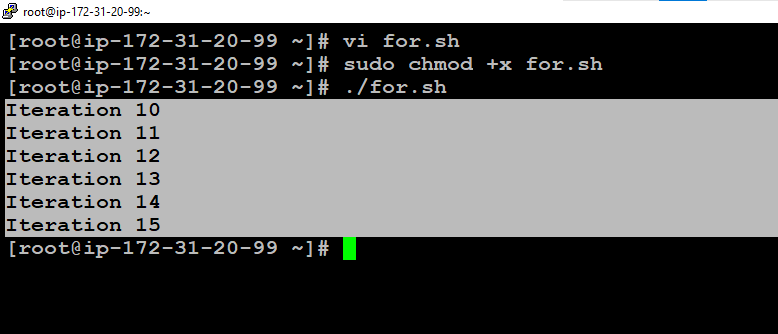 root@ip-172-31-20-99:~
[root@ip-172-31-20-99 ~]# vi for.sh
[root@ip-172-31-20-99 ~]# sudo chmod +x for.sh
[root@ip-172-31-20-99 ~]# ./for.sh
Iteration 10
Iteration 11
Iteration 12
Iteration 13
Iteration 14
Iteration 15
[root@ip-172-31-20-99 ~]#